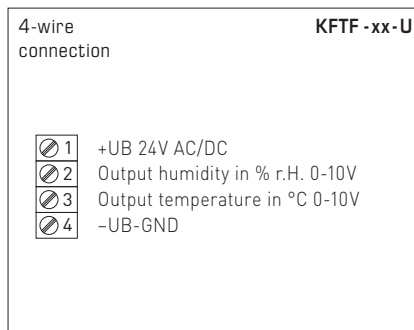 4-wire KFTF -xx-U
connection
1 +UB 24V AC/DC
2 Output humidity in % r.H. 0-10V
3 Output temperature in °C 0-10V
4 –UB-GND